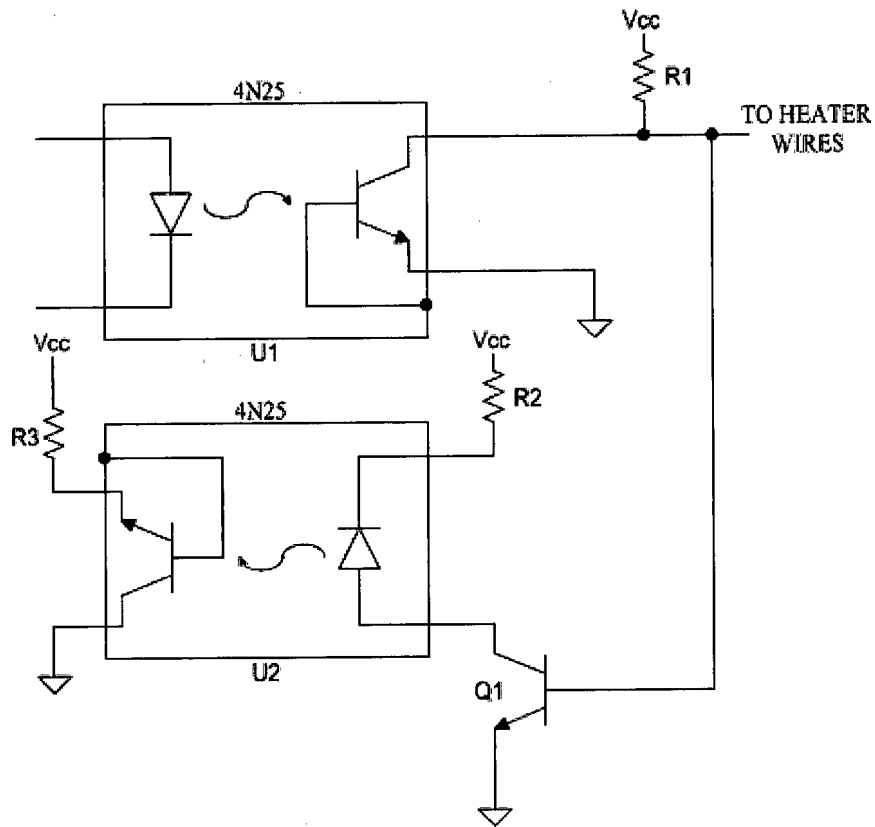 Vcc
R1
4N25
TO HEATER
WIRES
U1
Vcc
Vcc
R2
4N25
R3
U2
Q1